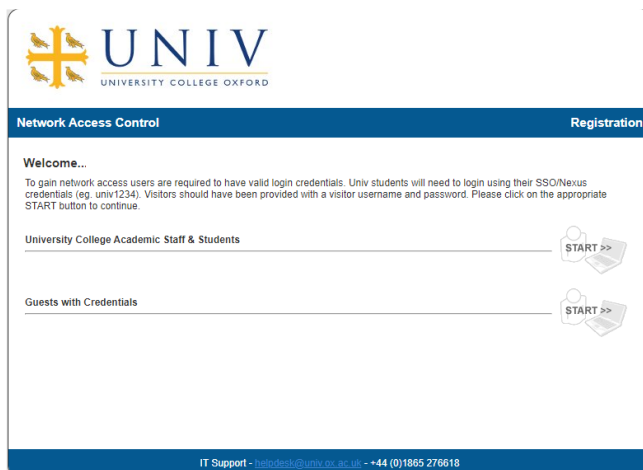 UNIV
UNIVERSITY COLLEGE OXFORD
Network Access Control
Registration
Welcome...
To gain network access users are required to have valid login credentials. Univ students will need to login using their SSO/Nexus
credentials (eg. univ1234). Visitors should have been provided with a visitor username and password. Please click on the appropriate
START button to continue.
University College Academic Staff & Students
START >>
Guests with Credentials
START >>
IT Support - helpdesk@univ.ox.ac.uk - +44 (0)1865 276618